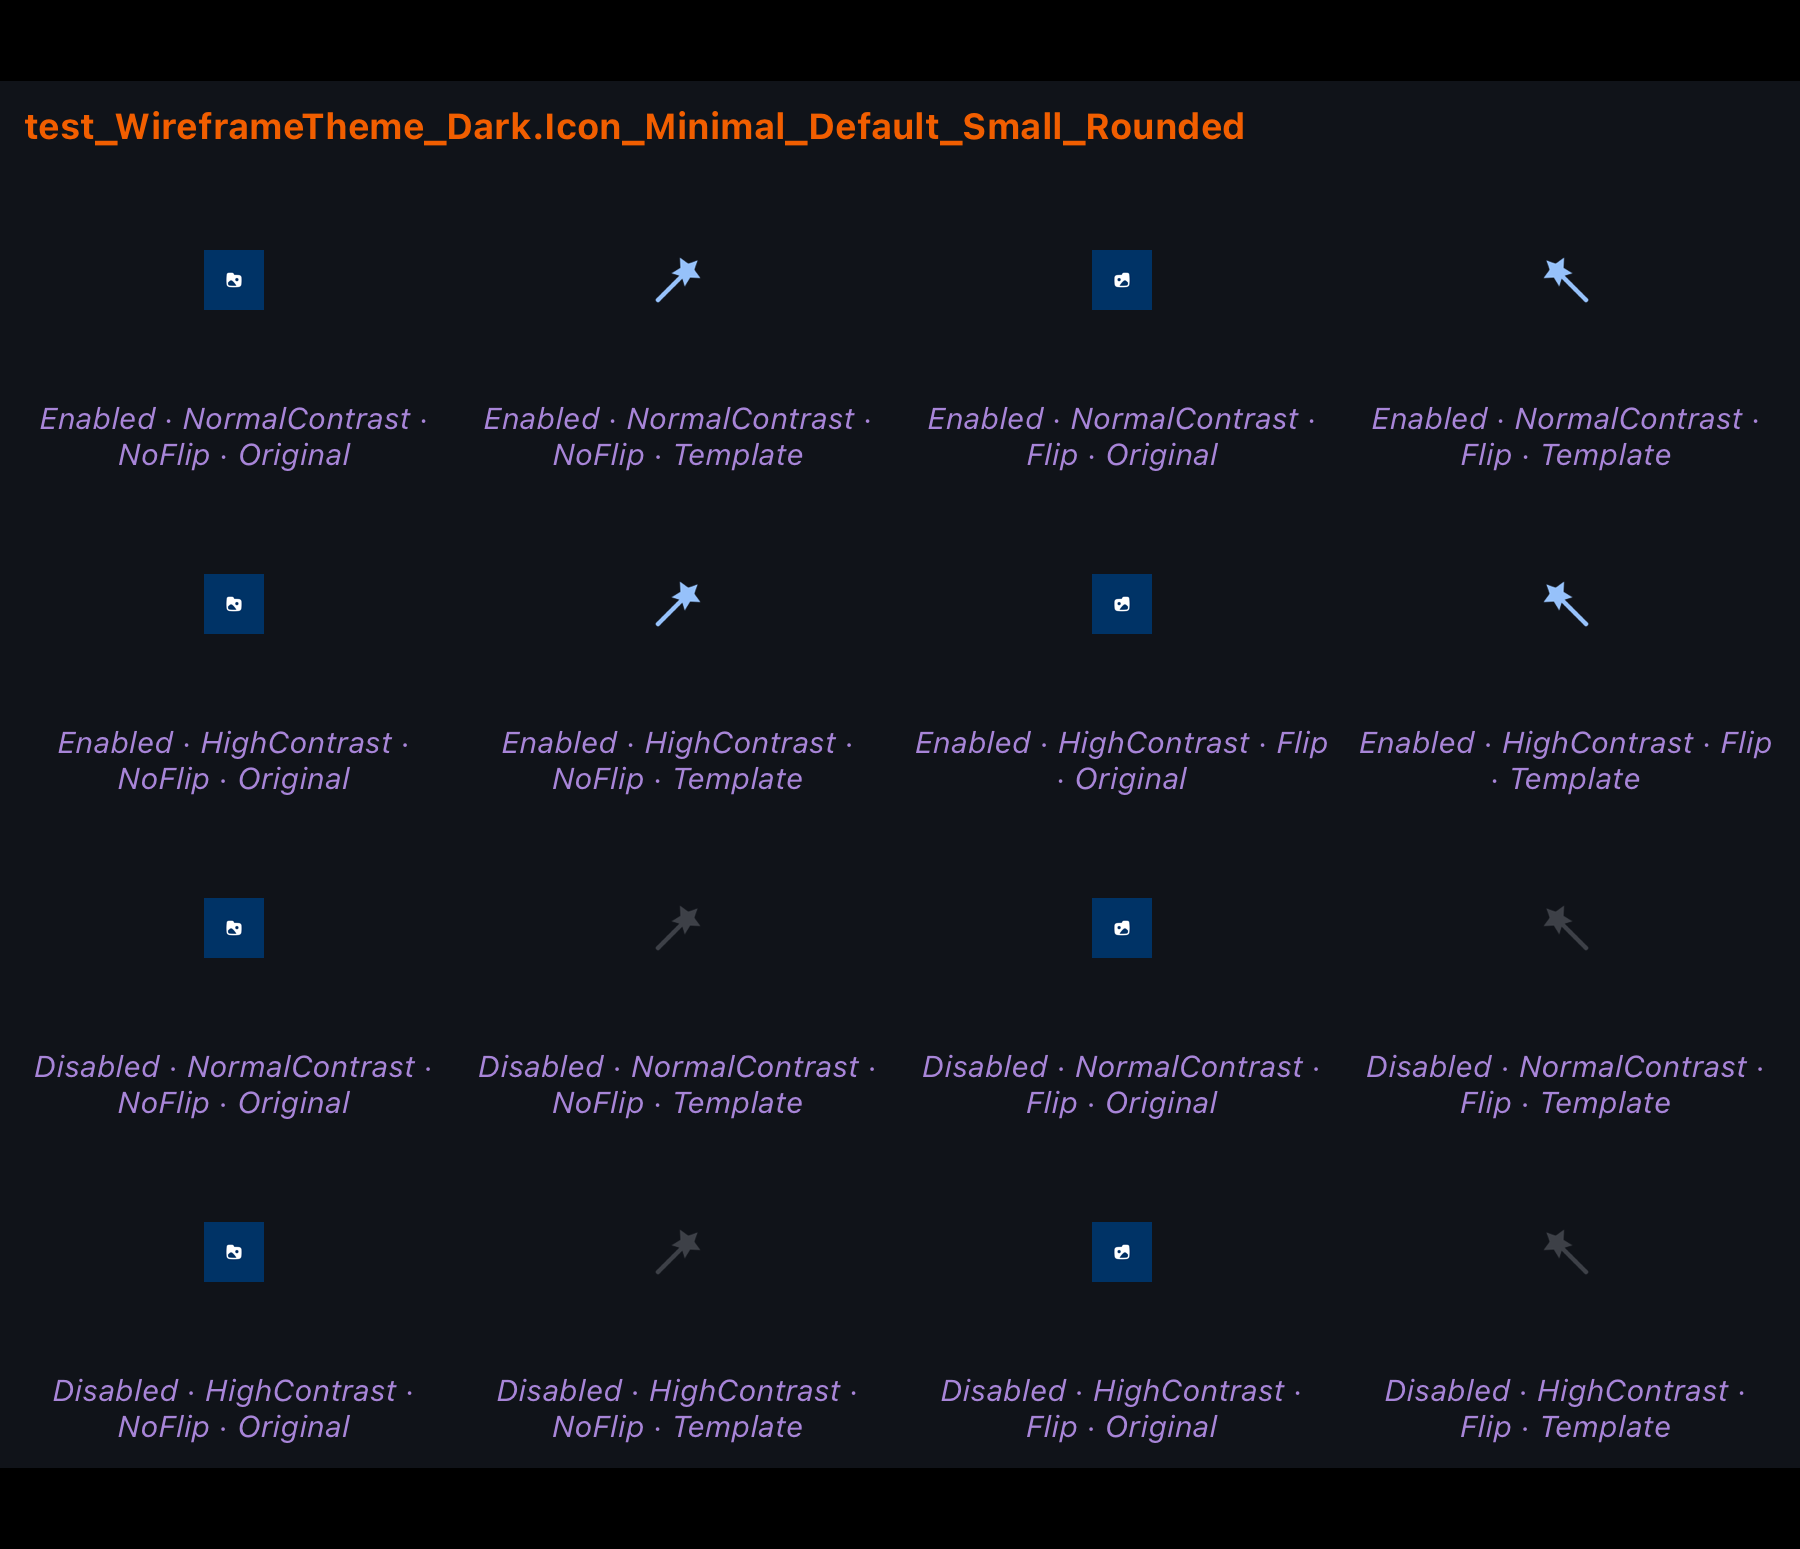 test_WireframeTheme_Dark.Icon_Minimal_Default_Small_Rounded
Enabled · NormalContrast ·
NoFlip · Original
Enabled · NormalContrast ·
NoFlip · Template
Enabled · NormalContrast ·
Flip · Original
Enabled · NormalContrast ·
Flip · Template
Enabled · HighContrast ·
NoFlip · Original
Enabled · HighContrast ·
NoFlip · Template
Enabled · HighContrast · Flip
· Original
Enabled · HighContrast · Flip
· Template
Disabled · NormalContrast ·
NoFlip · Original
Disabled · NormalContrast ·
NoFlip · Template
Disabled · NormalContrast ·
Flip · Original
Disabled · NormalContrast ·
Flip · Template
Disabled · HighContrast ·
NoFlip · Original
Disabled · HighContrast ·
NoFlip · Template
Disabled · HighContrast ·
Flip · Original
Disabled · HighContrast ·
Flip · Template